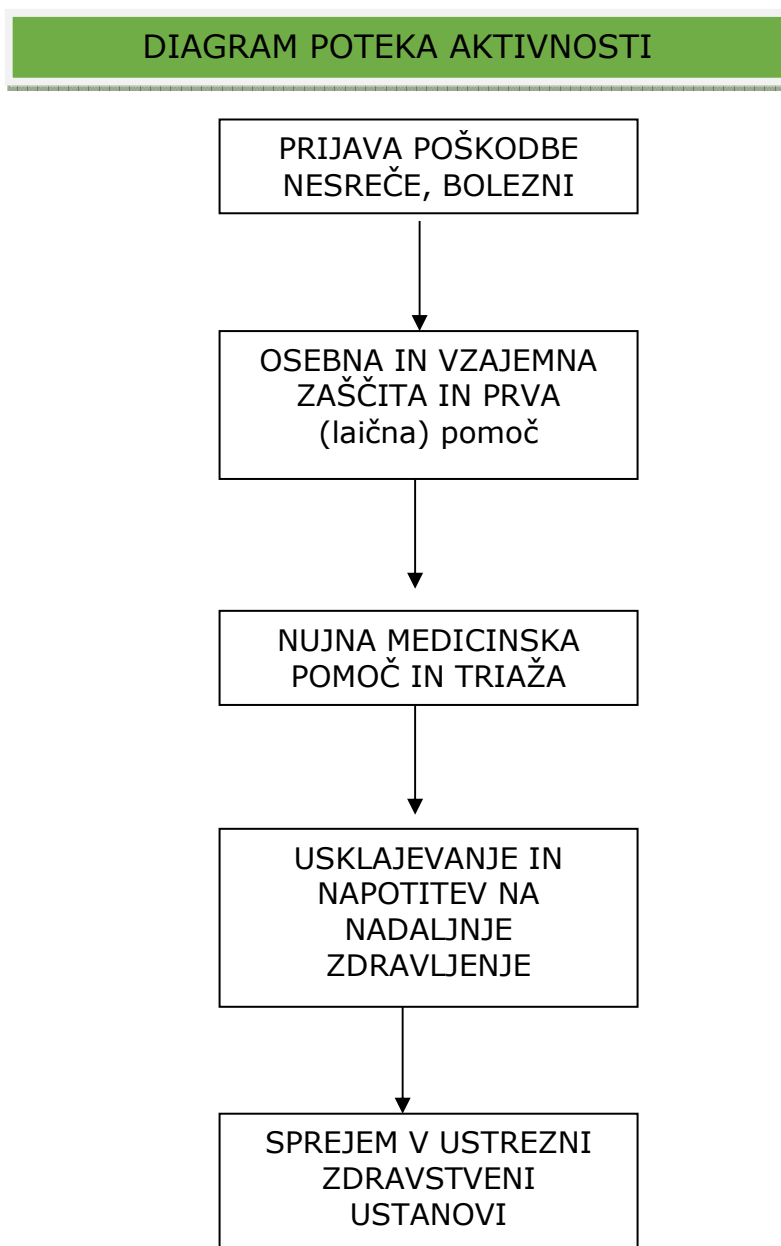 DIAGRAM POTEKA AKTIVNOSTI
PRIJAVA POŠKODBE
NESREČE, BOLEZNI
OSEBNA IN VZAJEMNA
ZAŠČITA IN PRVA
(laična) pomoč
NUJNA MEDICINSKA
POMOČ IN TRIAŽA
USKLAJEVANJE IN
NAPOTITEV NA
NADALJNJE
ZDRAVLJENJE
SPREJEM V USTREZNI
ZDRAVSTVENI
USTANOVI